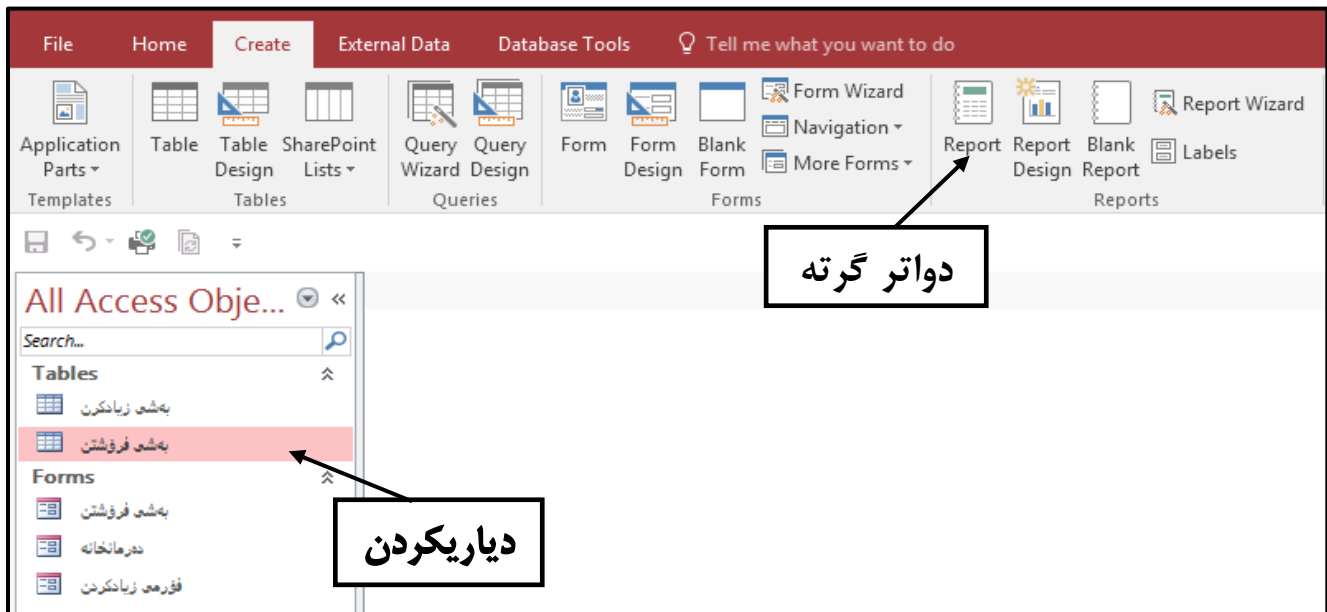 File Home Create External Data Database Tools Tell me what you want to do
Application Parts
Table
Table Design
SharePoint Lists
Query Wizard
Query Design
Form
Form Design
Blank Form
Form Wizard
Navigation
More Forms
Report
Report Design
Blank Report
Report Wizard
Labels
Templates Tables Queries Forms Reports
دواتر گرته
All Access Obje...
Search...
Tables
بەشی زیادکرن
بەشی فرۆشتن
Forms
بەشی فرۆشتن
دەرمانخانە
فۆرمی زیادکردن
دیاریکردن